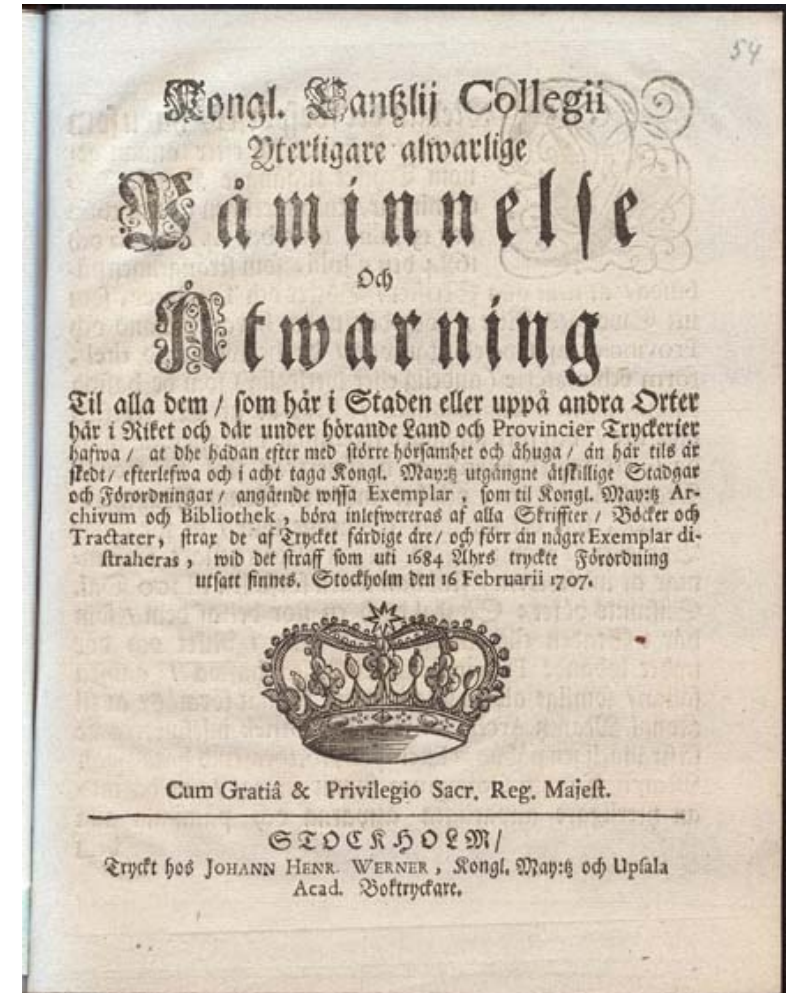 54
Kongl. Cantzlij Collegii
Yterligare alwarlige
Påminnelse
Och
Åtwarning
Til alla dem / som här i Staden eller uppå andra Orter
här i Riket och där under hörande Land och Provincier Tryckerier
hafwa / at dhe hädan efter med större hörsamhet och åhuga / än här tils är
skedt / efterlefwa och i acht taga Kongl. May:tz utgångne åtskillige Stadgar
och Förordningar / angående wissa Exemplar, som til Kongl. May:tz Ar-
chivum och Bibliothek, böra inlefwereras af alla Skriffter / Böcker och
Tractater, strax de af Trycket färdige äre / och förr än någre Exemplar di-
straheras, wid det straff som uti 1684 Åhrs tryckte Förordning
utsatt finnes. Stockholm den 16 Februarii 1707.
Cum Gratiâ & Privilegio Sacr. Reg. Majest.
STOCKHOLM /
Tryckt hos JOHANN HENR. WERNER, Kongl. May:tz och Upsala
Acad. Boktryckare.